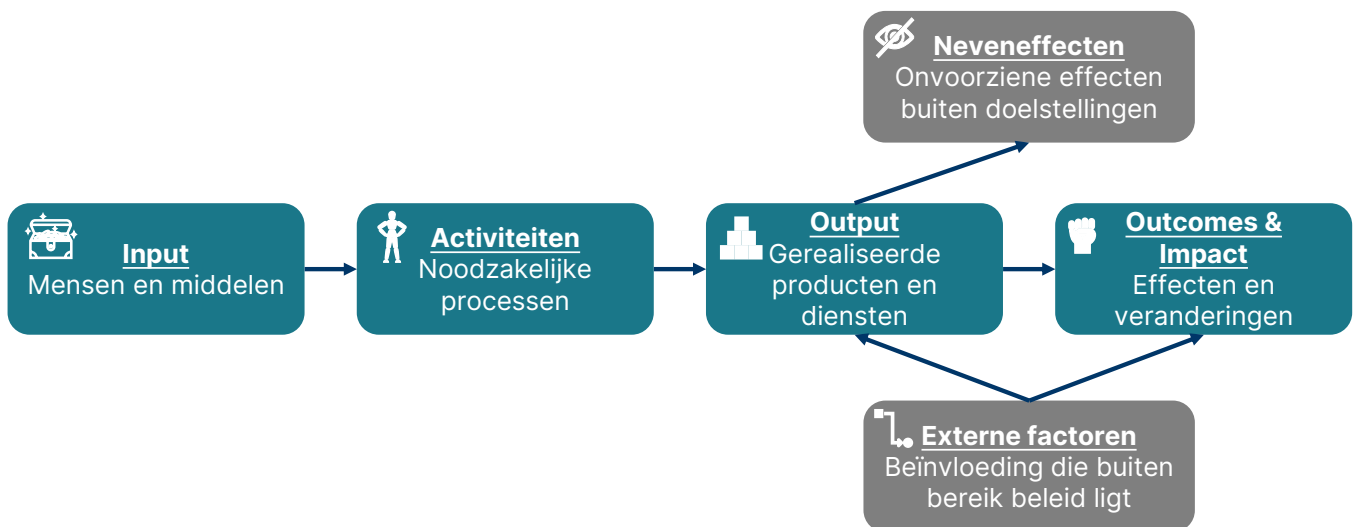 Neveneffecten
Onvoorziene effecten
buiten doelstellingen
Input
Mensen en middelen
Activiteiten
Noodzakelijke
processen
Output
Gerealiseerde
producten en
diensten
Outcomes &
Impact
Effecten en
veranderingen
Externe factoren
Beïnvloeding die buiten
bereik beleid ligt